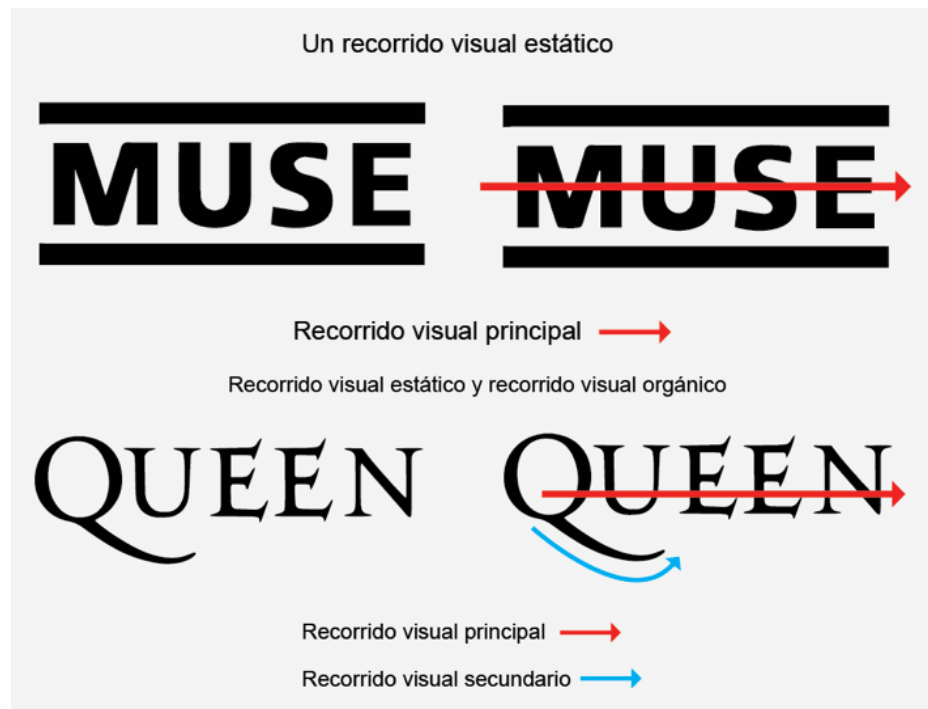 Un recorrido visual estático
MUSE MUSE
Recorrido visual principal
Recorrido visual estático y recorrido visual orgánico
QUEEN QUEEN
Recorrido visual principal
Recorrido visual secundario